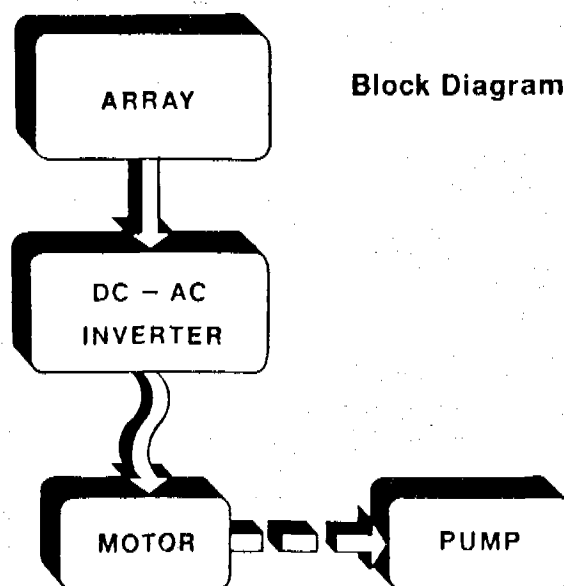 ARRAY
Block Diagram
DC – AC
INVERTER
MOTOR
PUMP